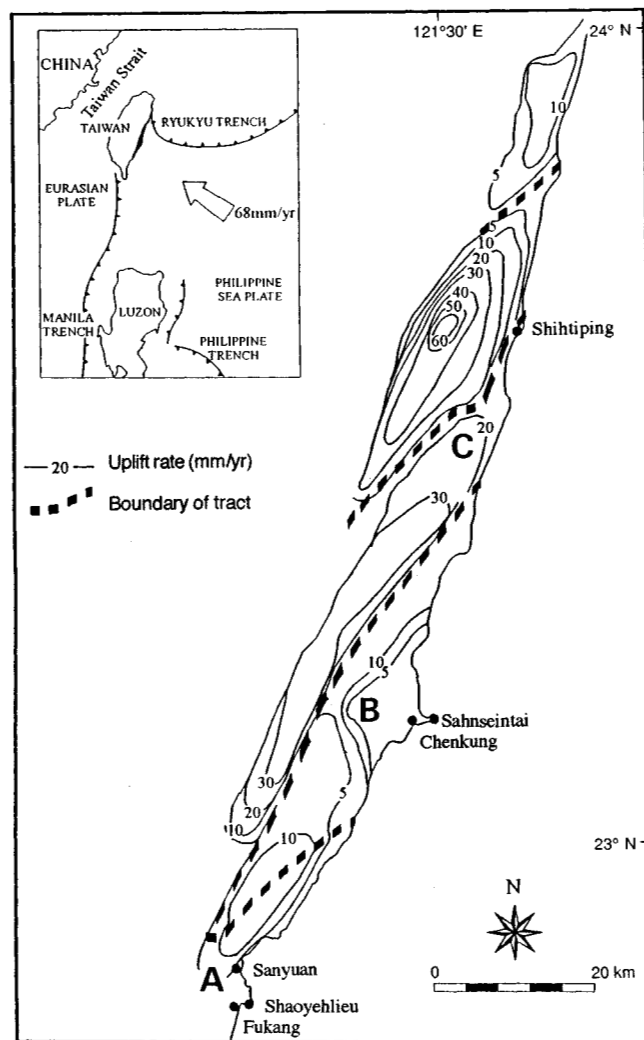 121°30' E
24° N
CHINA
Taiwan Strait
TAIWAN
RYUKYU TRENCH
EURASIAN
PLATE
68mm/yr
PHILIPPINE
SEA PLATE
MANILA
TRENCH
LUZON
PHILIPPINE
TRENCH
10
5
5
10
20
30
40
50
60
Shihtiping
C
20
20 Uplift rate (mm/yr)
Boundary of tract
30
10
5
B
Sahnseintai
Chenkung
30
20
10
5
10
23° N
N
A
Sanyuan
0 20 km
Shaoyehlieu
Fukang